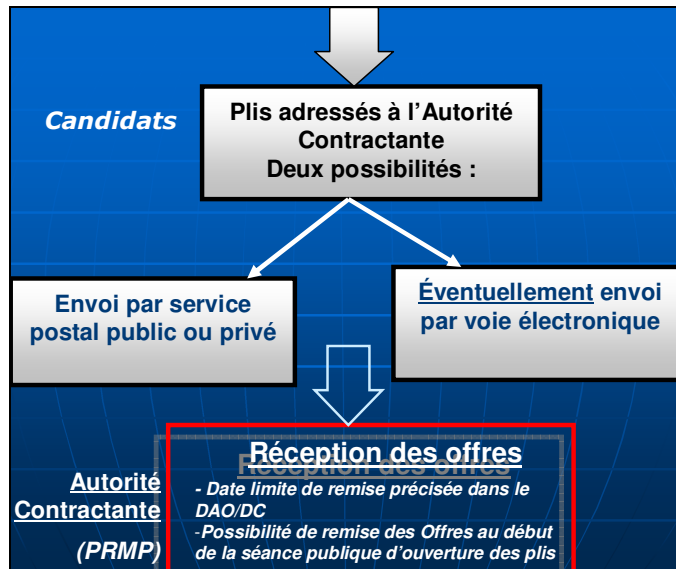 Candidats
Plis adressés à l'Autorité
Contractante
Deux possibilités :
Envoi par service
postal public ou privé
Éventuellement envoi
par voie électronique
Réception des offres
Autorité
Contractante
(PRMP)
- Date limite de remise précisée dans le
DAO/DC
-Possibilité de remise des Offres au début
de la séance publique d'ouverture des plis